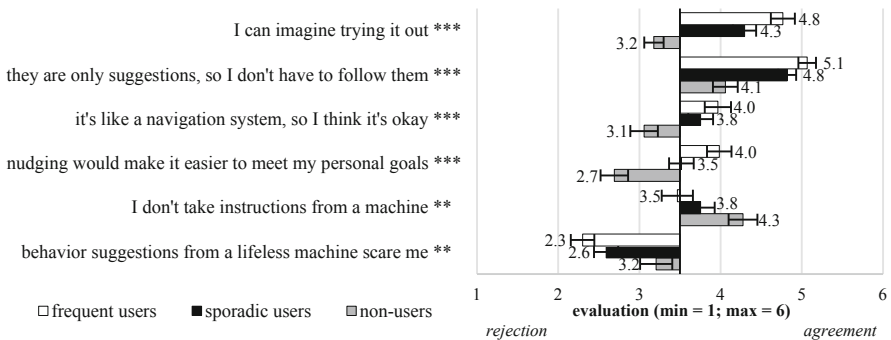 I can imagine trying it out ***
4.8
4.3
3.2
they are only suggestions, so I don't have to follow them ***
5.1
4.8
4.1
it's like a navigation system, so I think it's okay ***
4.0
3.8
3.1
nudging would make it easier to meet my personal goals ***
4.0
3.5
2.7
I don't take instructions from a machine **
3.5
3.8
4.3
behavior suggestions from a lifeless machine scare me **
2.3
2.6
3.2
frequent users sporadic users non-users
1 2 3 4 5 6
evaluation (min = 1; max = 6)
rejection agreement